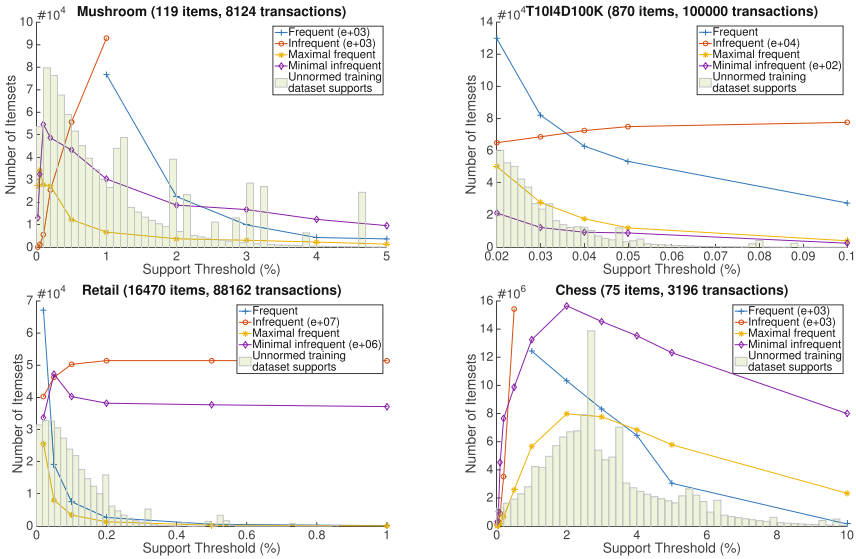 Mushroom (119 items, 8124 transactions)
#10⁴
Number of Itemsets
10
9
8
7
6
5
4
3
2
1
0
Frequent (e+03)
Infrequent (e+03)
Maximal frequent
Minimal infrequent
Unnormed training
dataset supports
0 1 2 3 4 5
Support Threshold (%)
T10I4D100K (870 items, 100000 transactions)
#10⁴
Number of Itemsets
14
12
10
8
6
4
2
0
Frequent
Infrequent (e+04)
Maximal frequent
Minimal infrequent (e+02)
Unnormed training
dataset supports
0.02 0.03 0.04 0.05 0.06 0.07 0.08 0.09 0.1
Support Threshold (%)
Retail (16470 items, 88162 transactions)
#10⁴
Number of Itemsets
7
6
5
4
3
2
1
0
Frequent
Infrequent (e+07)
Maximal frequent
Minimal infrequent (e+06)
Unnormed training
dataset supports
0 0.2 0.4 0.6 0.8 1
Support Threshold (%)
Chess (75 items, 3196 transactions)
#10⁶
Number of Itemsets
16
14
12
10
8
6
4
2
0
Frequent (e+03)
Infrequent (e+03)
Maximal frequent
Minimal infrequent
Unnormed training
dataset supports
0 2 4 6 8 10
Support Threshold (%)